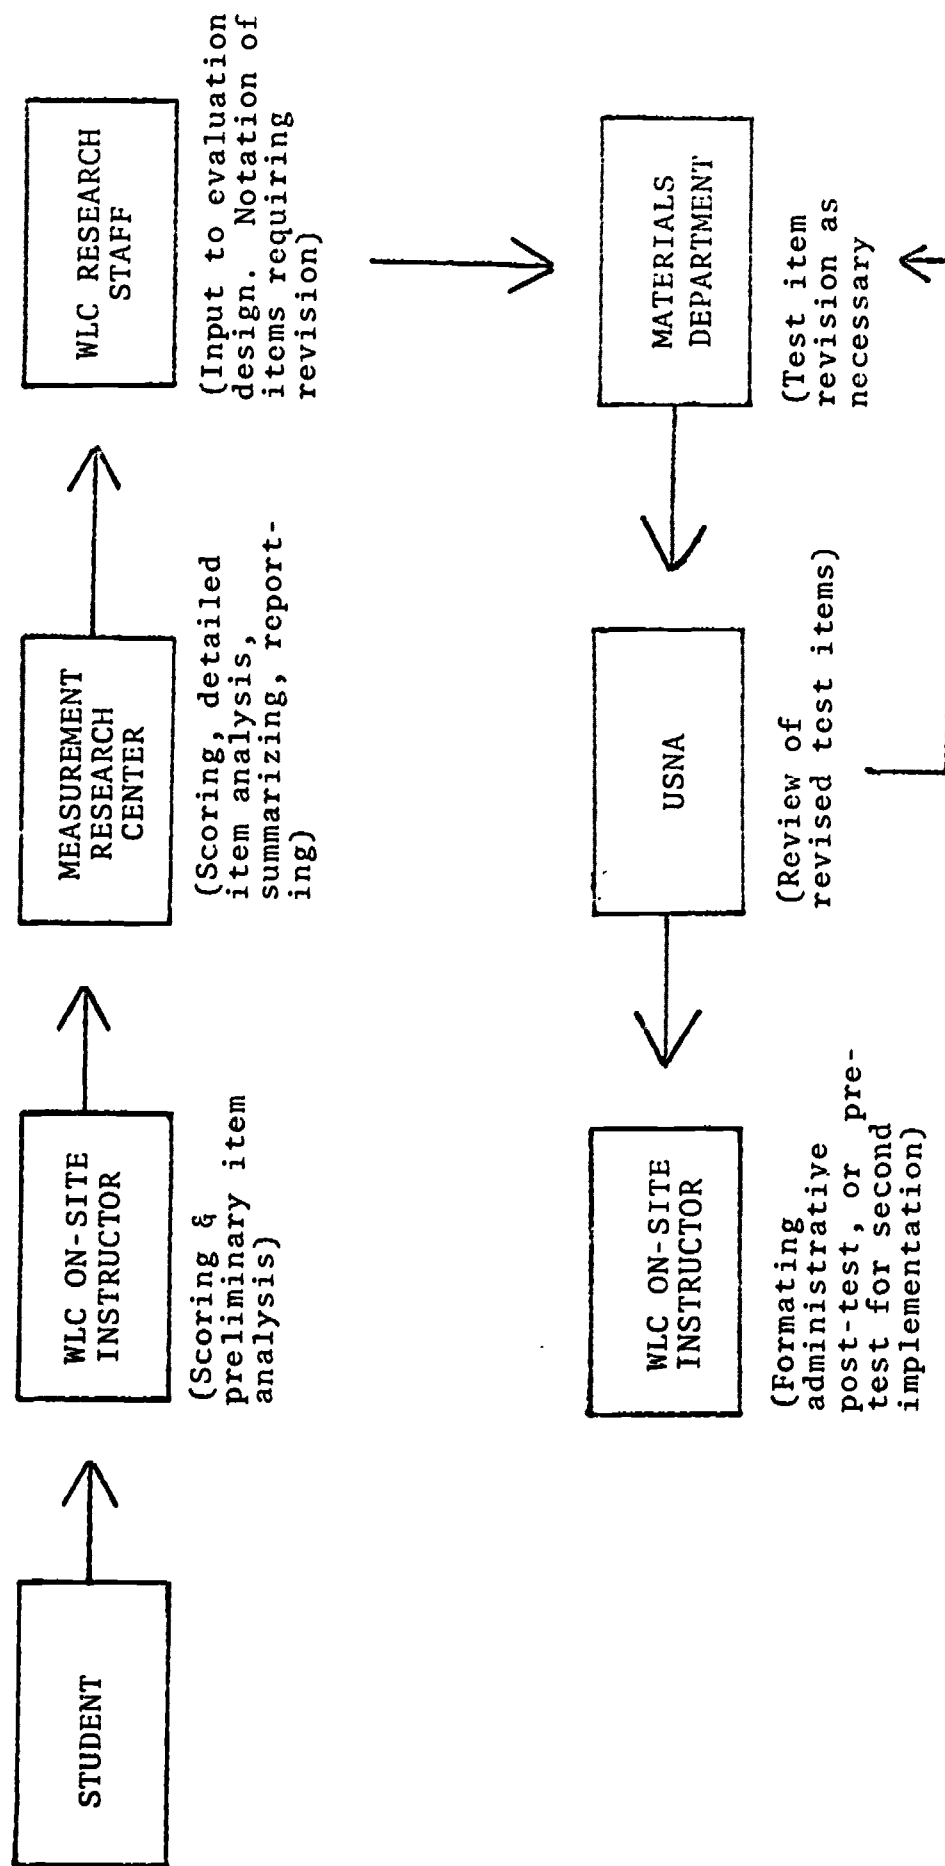 STUDENT
WLC ON-SITE
INSTRUCTOR
(Scoring &
preliminary item
analysis)
MEASUREMENT
RESEARCH
CENTER
(Scoring, detailed
item analysis,
summarizing, report-
ing)
WLC RESEARCH
STAFF
(Input to evaluation
design. Notation of
items requiring
revision)
MATERIALS
DEPARTMENT
(Test item
revision as
necessary
USNA
(Review of
revised test items)
WLC ON-SITE
INSTRUCTOR
(Formating
administrative
post-test, or pre-
test for second
implementation)